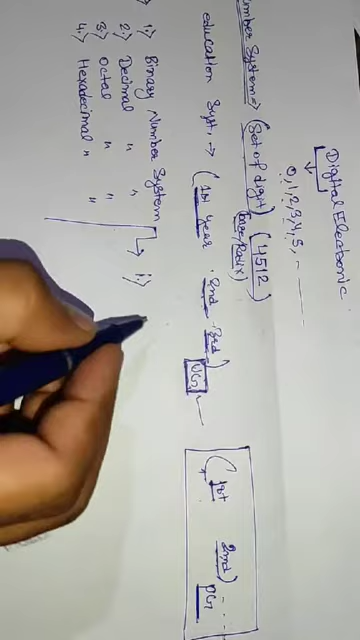 Digital Electronic
0,1,2,3,4,5, - ———
Number System => (Set of digit) (4512)
(Base/Radix)
education Syst. → (1st year 2nd 3rd)
UG
(1st 2nd) - ...
PG
1.> Binary Number System
2.> Decimal " "
3.> Octal " "
4.> Hexadecimal "
→ i>